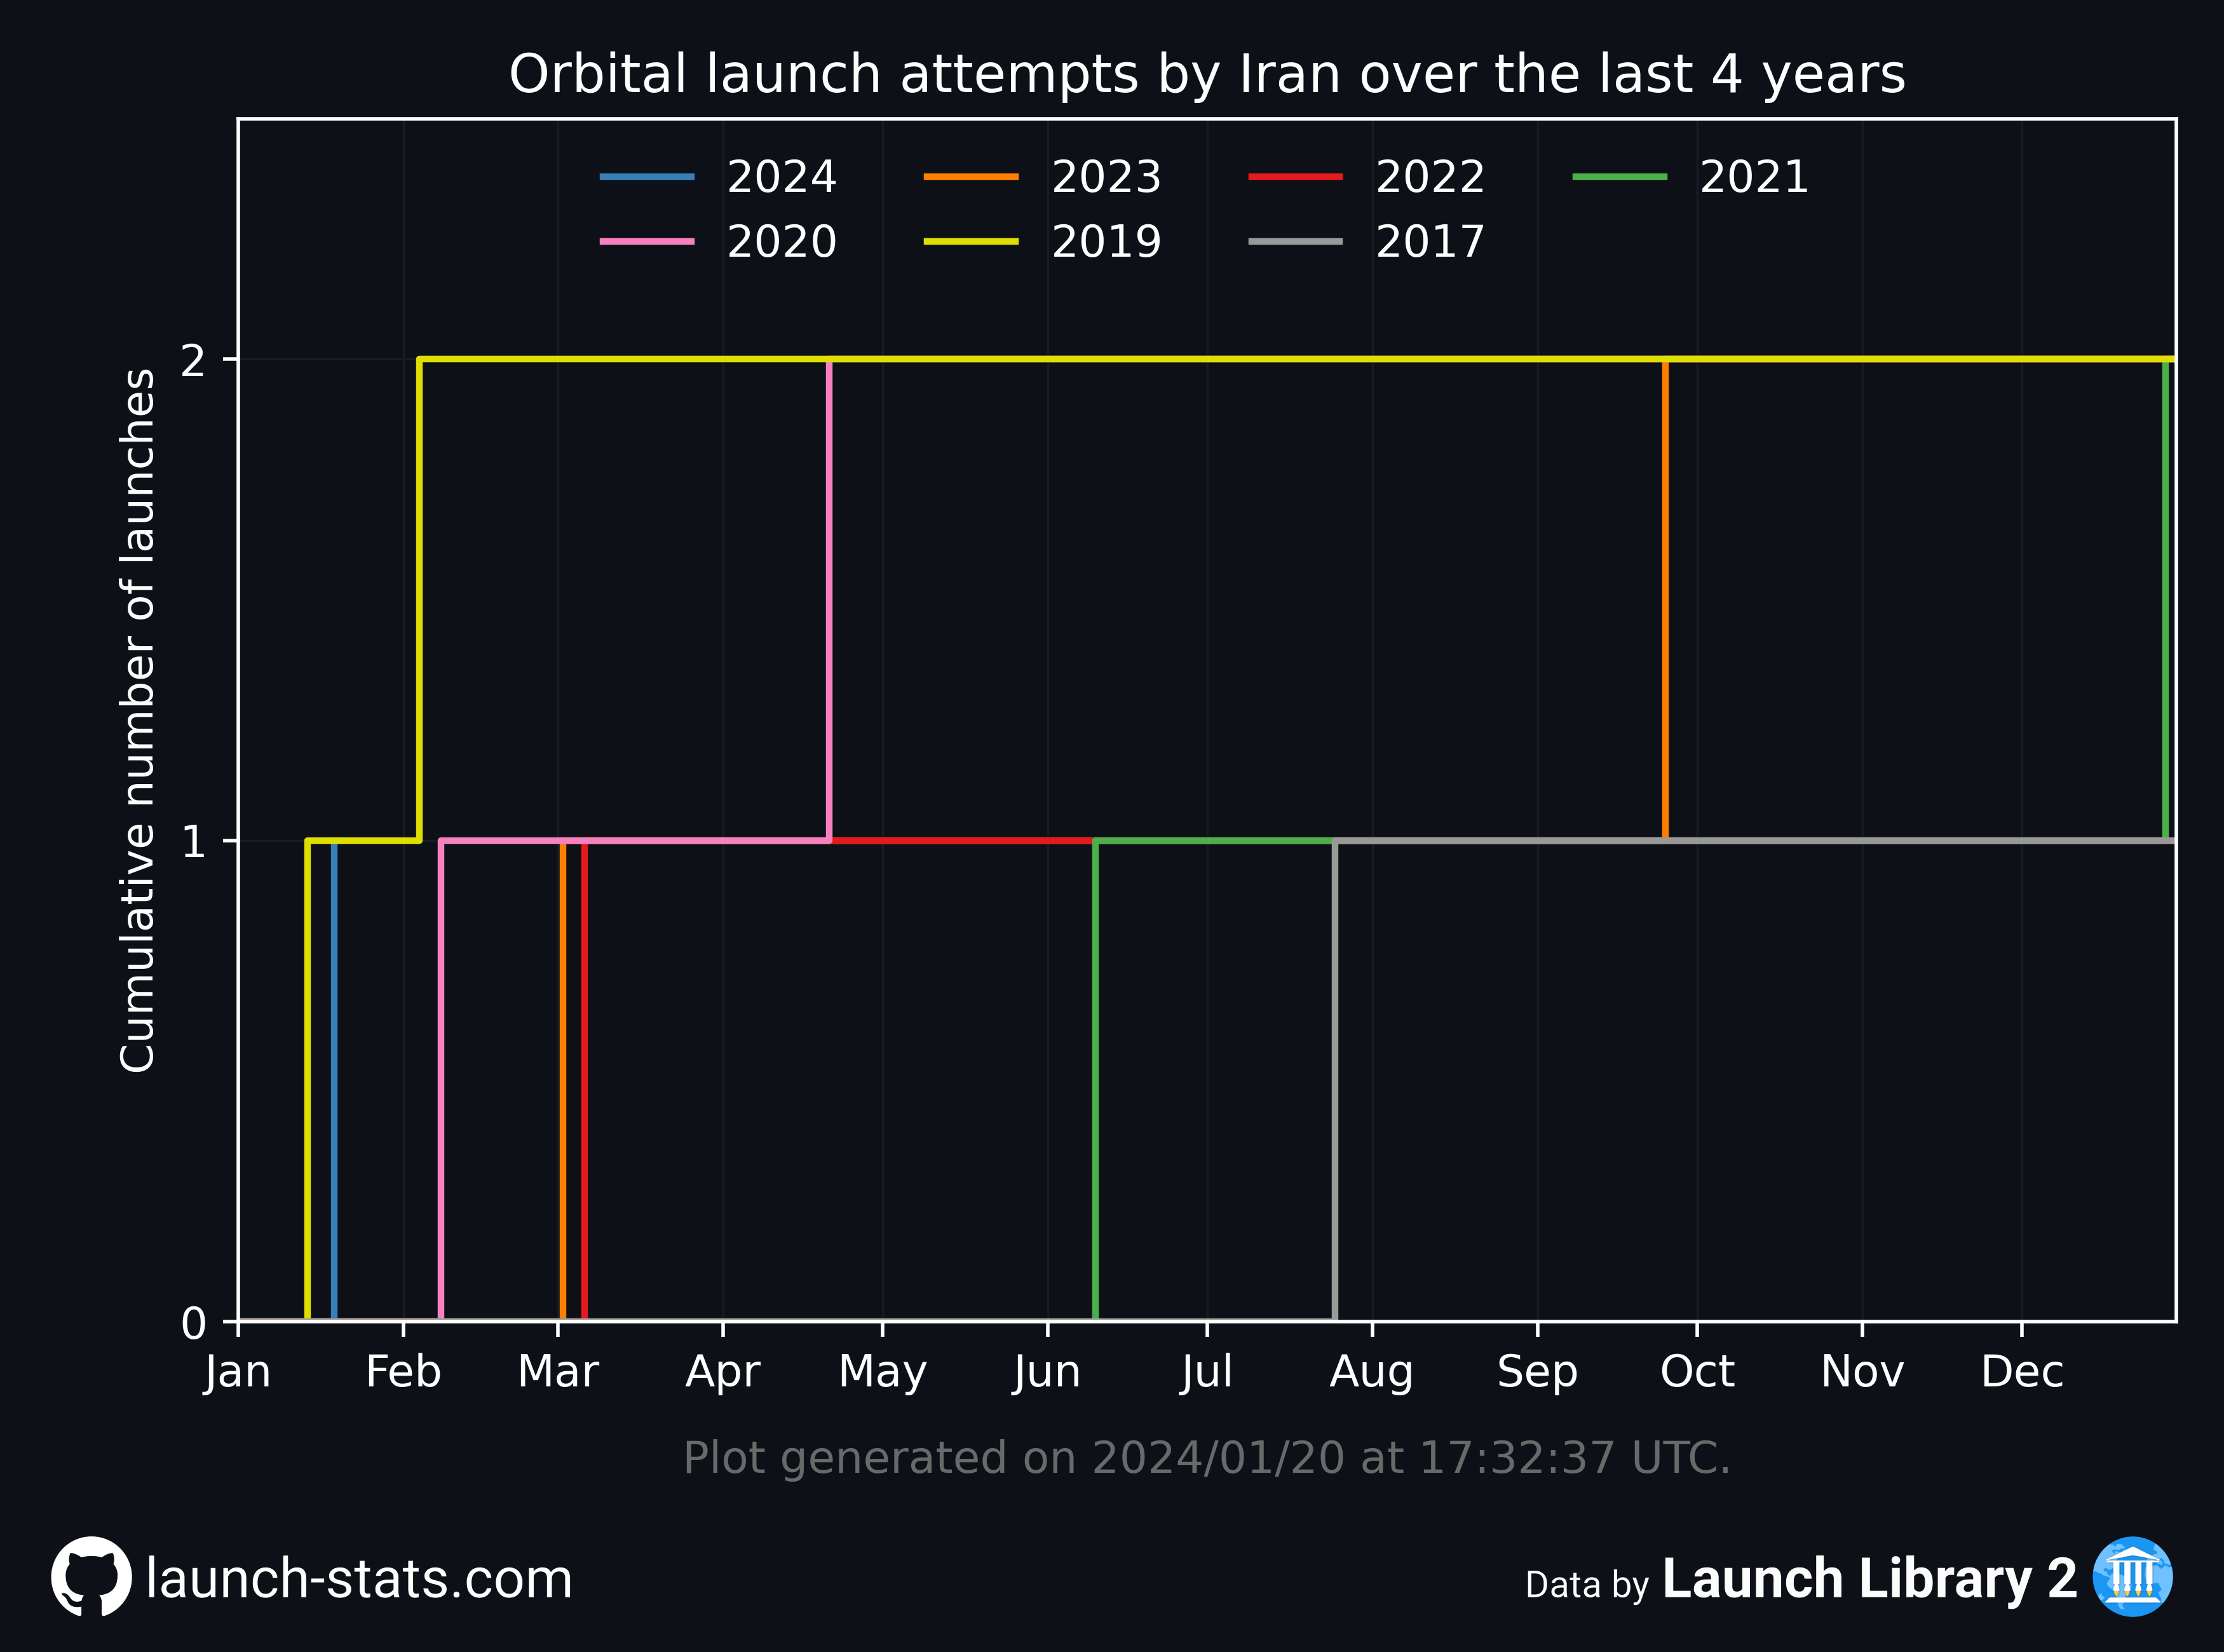 Orbital launch attempts by Iran over the last 4 years
2024 2023 2022 2021
2020 2019 2017
Cumulative number of launches
2
1
0
Jan Feb Mar Apr May Jun Jul Aug Sep Oct Nov Dec
Plot generated on 2024/01/20 at 17:32:37 UTC.
launch-stats.com
Data by Launch Library 2